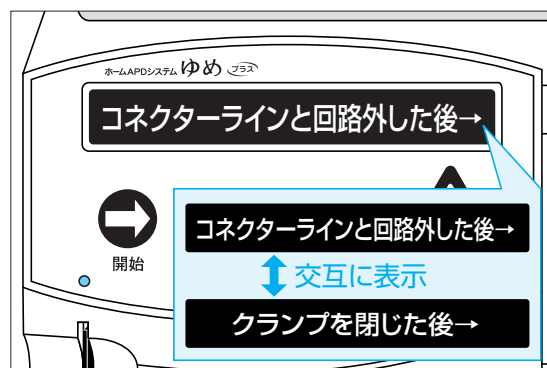 ホームAPDシステム ゆめ プラス
コネクターラインと回路外した後→
コネクターラインと回路外した後→
開始
交互に表示
クランプを閉じた後→